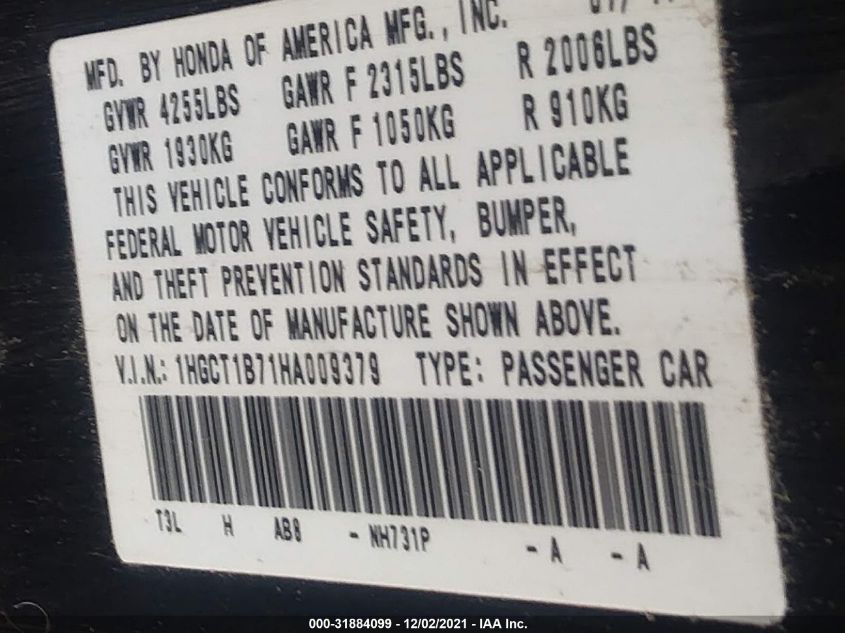 MFD. BY HONDA OF AMERICA MFG., INC.
GVWR 4255LBS GAWR F 2315LBS R 2006LBS
GVWR 1930KG GAWR F 1050KG R 910KG
THIS VEHICLE CONFORMS TO ALL APPLICABLE
FEDERAL MOTOR VEHICLE SAFETY, BUMPER,
AND THEFT PREVENTION STANDARDS IN EFFECT
ON THE DATE OF MANUFACTURE SHOWN ABOVE.
V.I.N.: 1HGCT1B71HA009379 TYPE: PASSENGER CAR
T3L H AB8 - NH731P - A - A
000-31884099 - 12/02/2021 - IAA Inc.